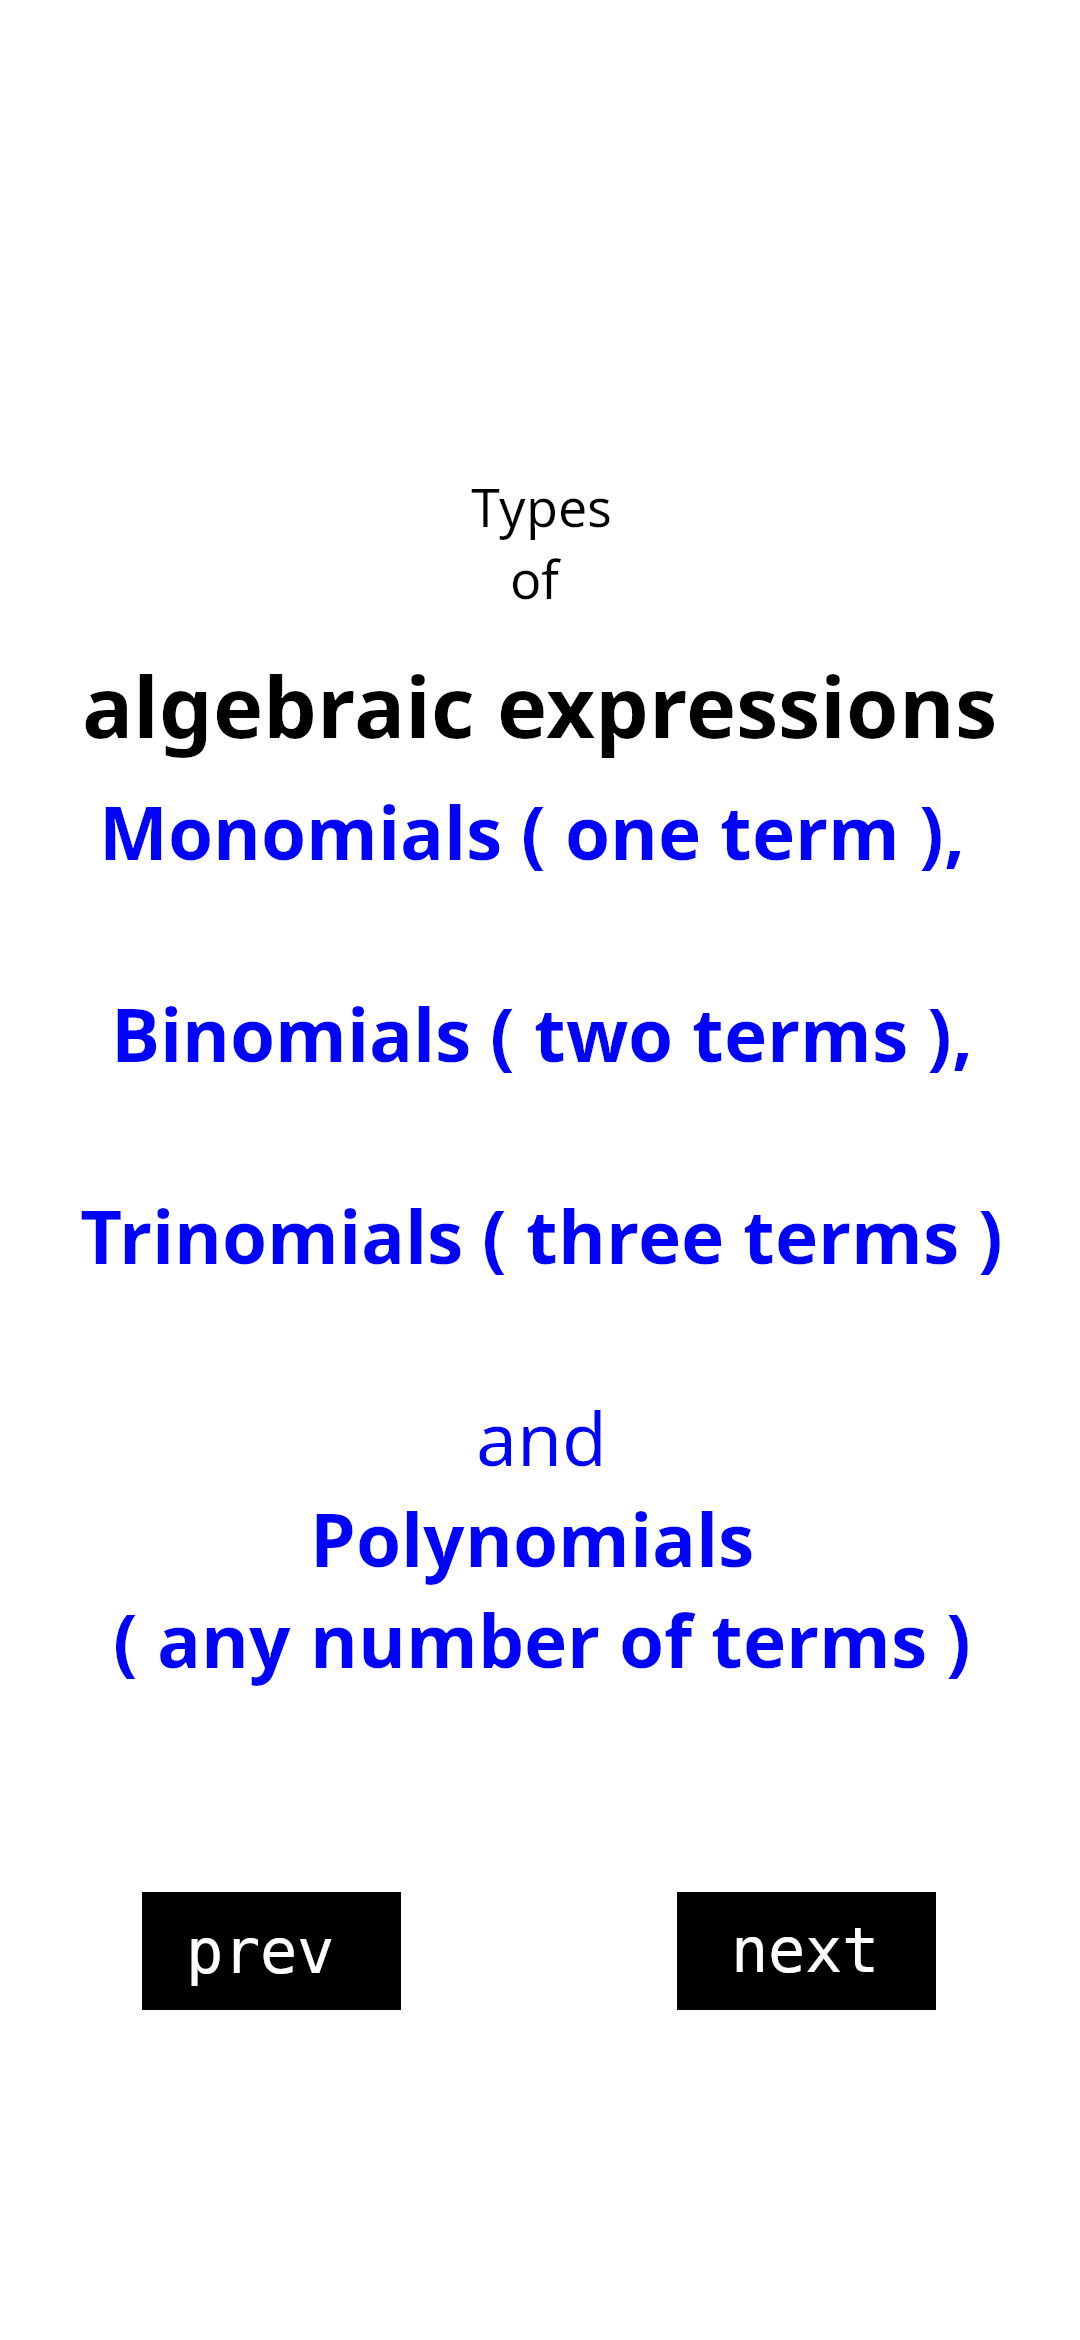 Types
of
algebraic expressions
Monomials ( one term ),
Binomials ( two terms ),
Trinomials ( three terms )
and
Polynomials
( any number of terms )
prev
next